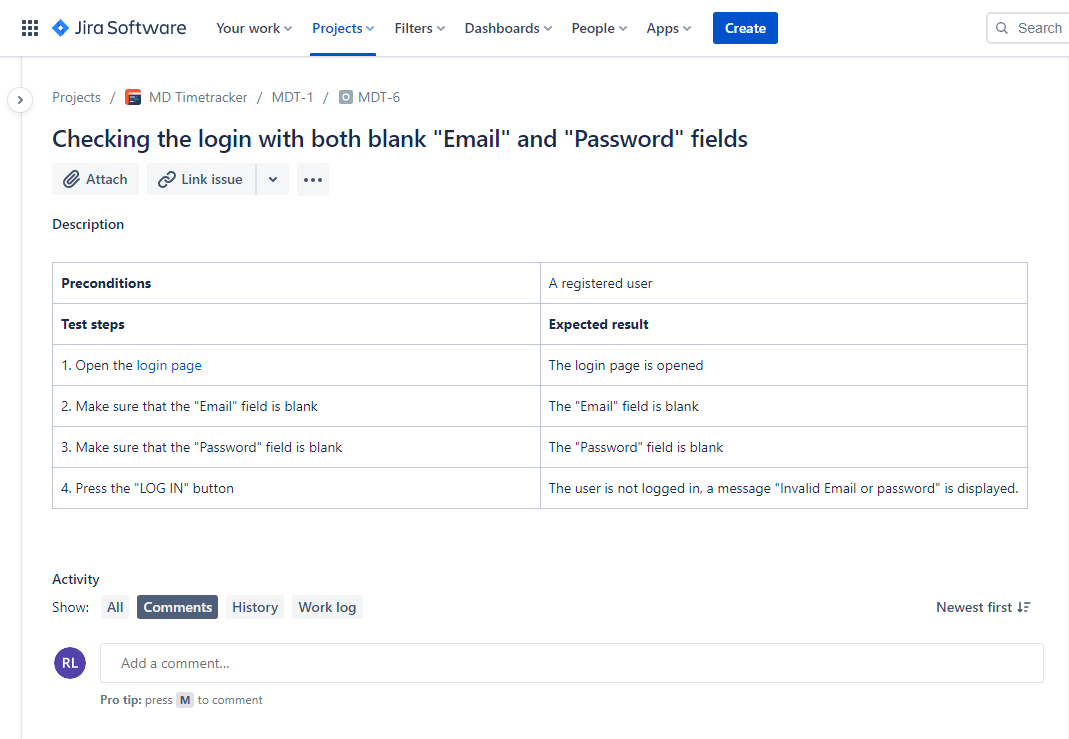 Jira Software Your work Projects Filters Dashboards People Apps Create Search
Projects / MD Timetracker / MDT-1 / MDT-6
Checking the login with both blank "Email" and "Password" fields
Attach Link issue
Description
Preconditions A registered user
Test steps Expected result
1. Open the login page The login page is opened
2. Make sure that the "Email" field is blank The "Email" field is blank
3. Make sure that the "Password" field is blank The "Password" field is blank
4. Press the "LOG IN" button The user is not logged in, a message "Invalid Email or password" is displayed.
Activity
Show: All Comments History Work log Newest first
RL Add a comment...
Pro tip: press M to comment